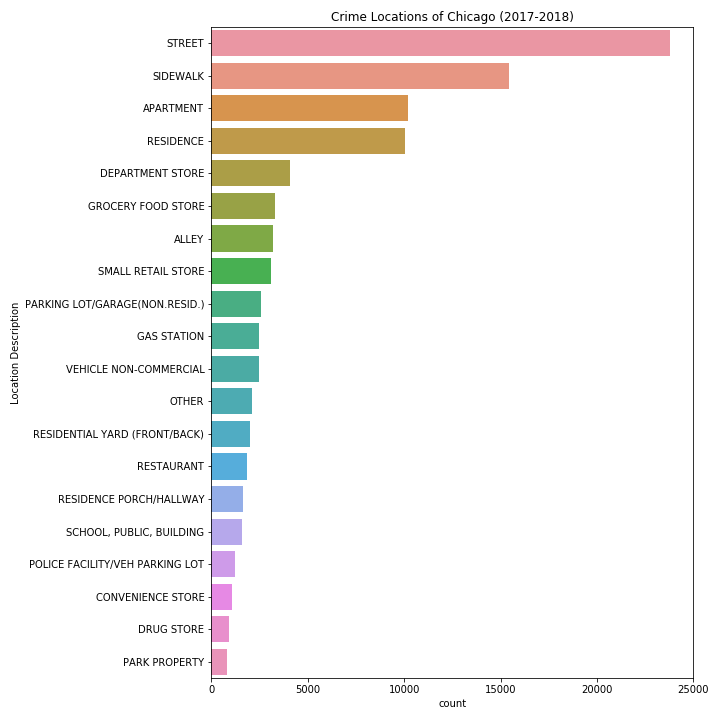 Crime Locations of Chicago (2017-2018)
Location Description
STREET
SIDEWALK
APARTMENT
RESIDENCE
DEPARTMENT STORE
GROCERY FOOD STORE
ALLEY
SMALL RETAIL STORE
PARKING LOT/GARAGE(NON.RESID.)
GAS STATION
VEHICLE NON-COMMERCIAL
OTHER
RESIDENTIAL YARD (FRONT/BACK)
RESTAURANT
RESIDENCE PORCH/HALLWAY
SCHOOL, PUBLIC, BUILDING
POLICE FACILITY/VEH PARKING LOT
CONVENIENCE STORE
DRUG STORE
PARK PROPERTY
0 5000 10000 15000 20000 25000
count